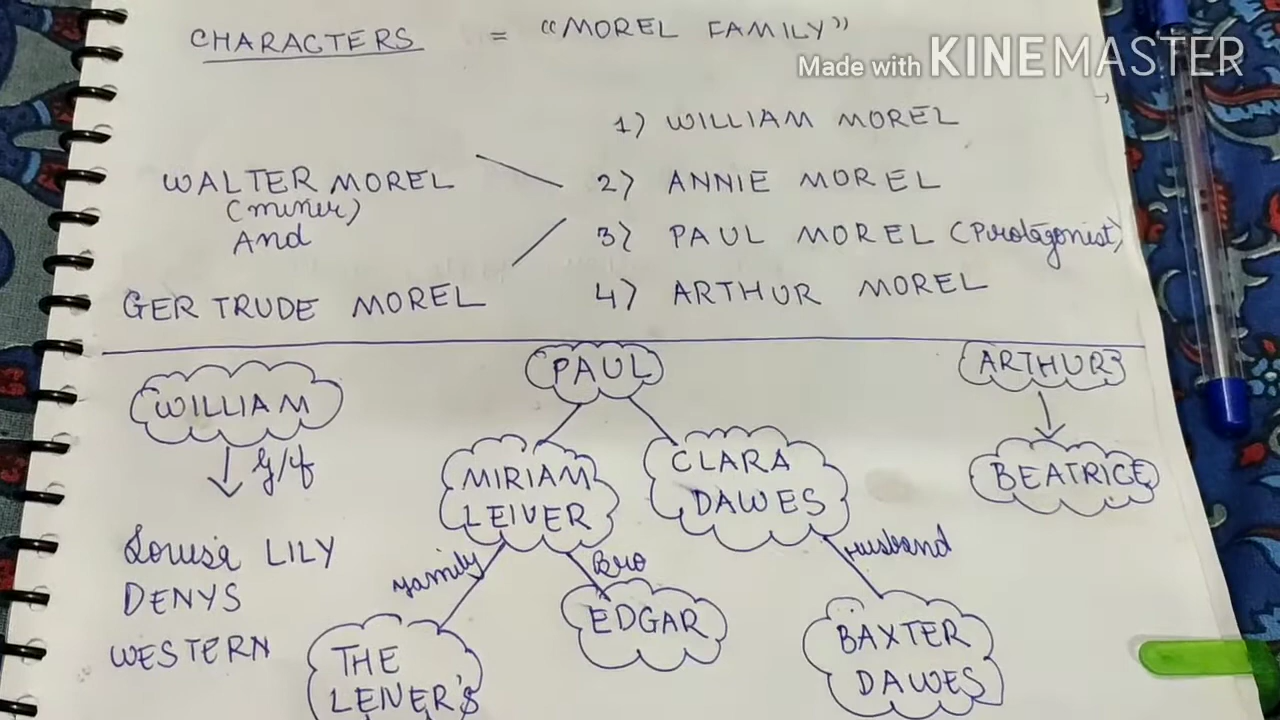 CHARACTERS = "MOREL FAMILY"
Made with KINEMASTER
1) WILLIAM MOREL
WALTER MOREL
(miner)
And
GERTRUDE MOREL
2) ANNIE MOREL
3) PAUL MOREL (Protagonist)
4) ARTHUR MOREL
WILLIAM
PAUL
ARTHUR
g/f
MIRIAM
LEIVER
CLARA
DAWES
BEATRICE
Louisa LILY
DENYS
WESTERN
family
Bro
Husband
THE
LEIVER'S
EDGAR
BAXTER
DAWES